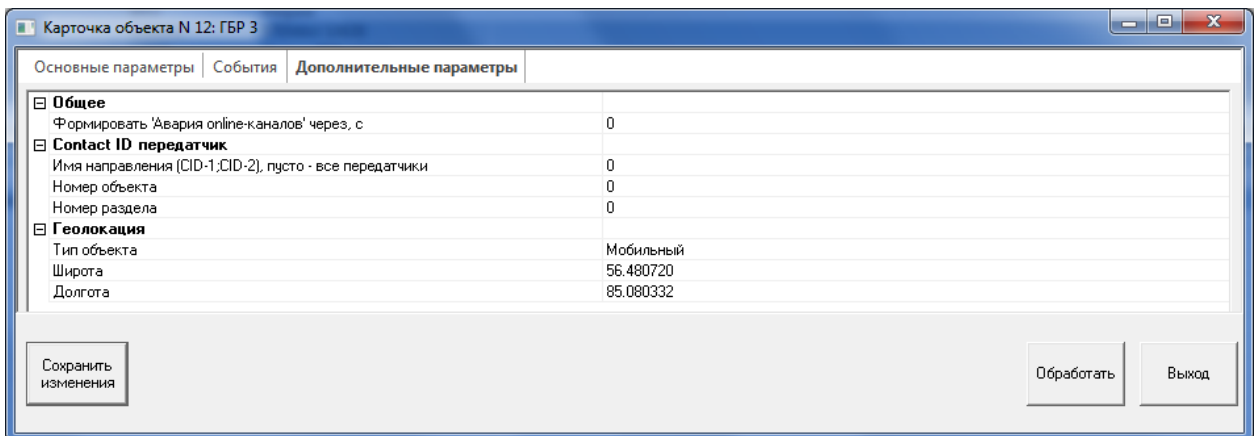 Карточка объекта N 12: ГБР 3
Основные параметры События Дополнительные параметры
Общее
Формировать 'Авария online-каналов' через, с 0
Contact ID передатчик
Имя направления (CID-1;CID-2), пусто - все передатчики 0
Номер объекта 0
Номер раздела 0
Геолокация
Тип объекта Мобильный
Широта 56.480720
Долгота 85.080332
Сохранить
изменения
Обработать Выход